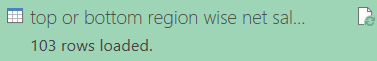 top or bottom region wise net sal...
103 rows loaded.